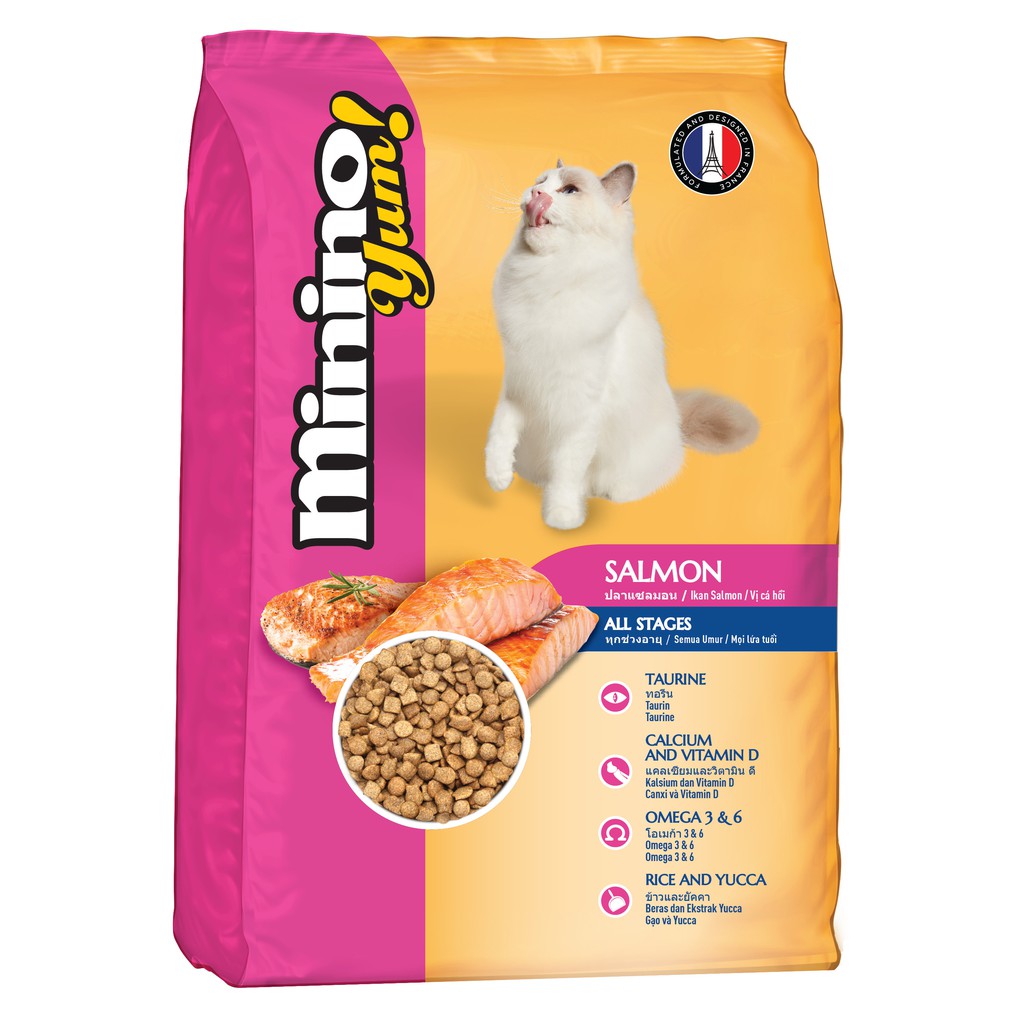 minino
Yum!
FORMULATED AND DESIGNED IN FRANCE
SALMON
ปลาแซลมอน / Ikan Salmon / Vị cá hồi
ALL STAGES
ทุกช่วงอายุ / Semua Umur / Mọi lứa tuổi
TAURINE
ทอรีน
Taurin
Taurine
CALCIUM
AND VITAMIN D
แคลเซียมและวิตามิน ดี
Kalsium dan Vitamin D
Canxi và Vitamin D
OMEGA 3 & 6
โอเมก้า 3 & 6
Omega 3 & 6
Omega 3 & 6
RICE AND YUCCA
ข้าวและยัคคา
Beras dan Ekstrak Yucca
Gạo và Yucca